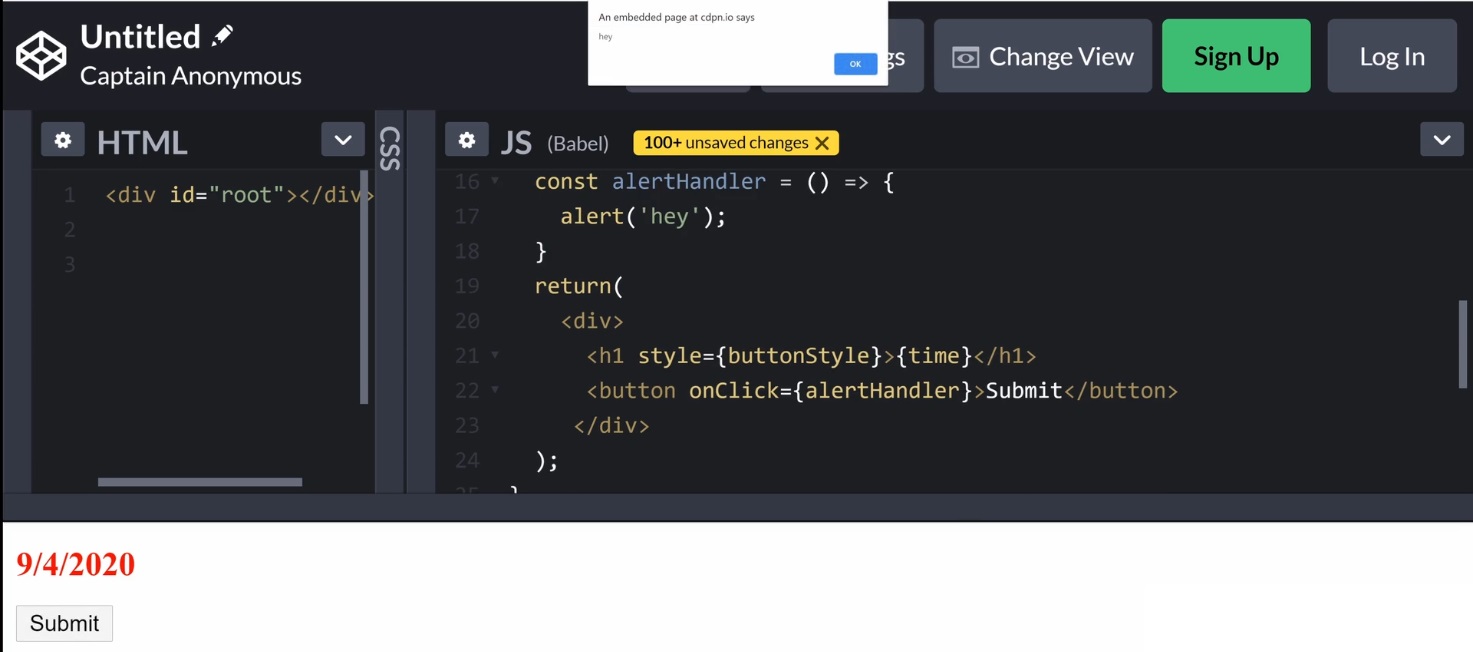 An embedded page at cdpn.io says
hey
OK
Untitled
Captain Anonymous
gs
Change View
Sign Up
Log In
HTML
CSS
JS (Babel) 100+ unsaved changes
1 <div id="root"></div>
2
3
16 const alertHandler = () => {
17 alert('hey');
18 }
19 return(
20 <div>
21 <h1 style={buttonStyle}>{time}</h1>
22 <button onClick={alertHandler}>Submit</button>
23 </div>
24 );
9/4/2020
Submit